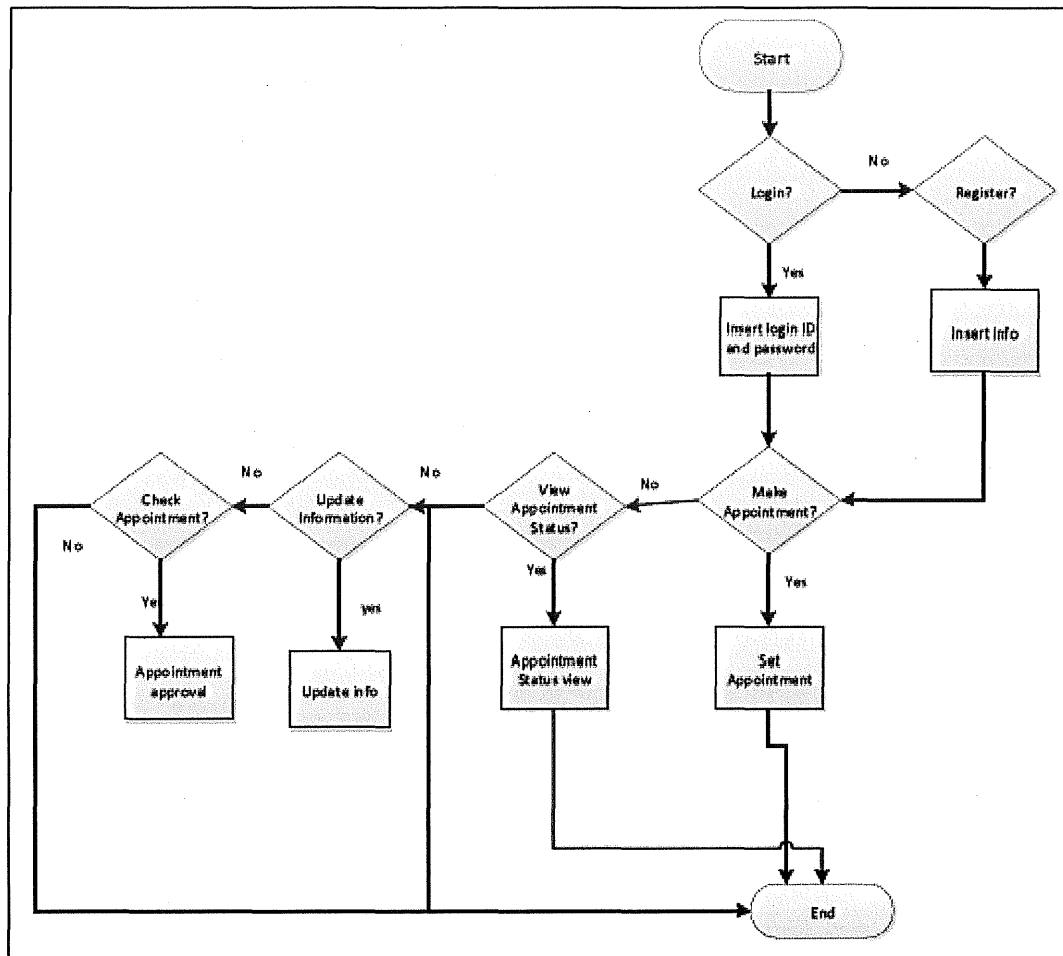 Start
Login?
No
Register?
Yes
Insert login ID
and password
Insert Info
Make
Appointment?
No
View
Appointment
Status?
No
Update
Information?
No
Check
Appointment?
No
Yes
Yes
yes
Ye
Set
Appointment
Appointment
Status view
Update info
Appointment
approval
End